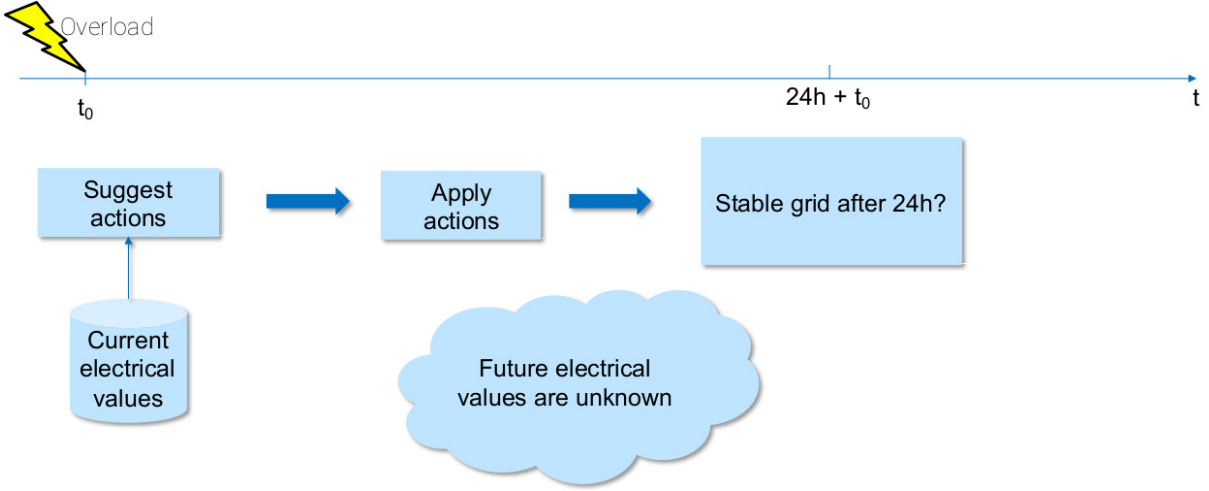 Overload
t₀
24h + t₀
t
Suggest
actions
Apply
actions
Stable grid after 24h?
Current
electrical
values
Future electrical
values are unknown